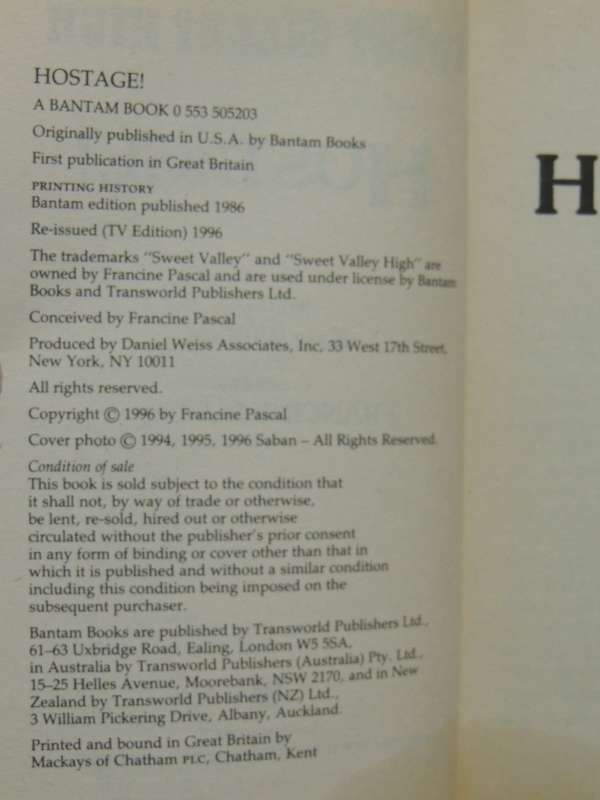 HOSTAGE!
A BANTAM BOOK 0 553 505203
Originally published in U.S.A. by Bantam Books
First publication in Great Britain
PRINTING HISTORY
Bantam edition published 1986
Re-issued (TV Edition) 1996
The trademarks "Sweet Valley" and "Sweet Valley High" are
owned by Francine Pascal and are used under license by Bantam
Books and Transworld Publishers Ltd.
Conceived by Francine Pascal
Produced by Daniel Weiss Associates, Inc, 33 West 17th Street,
New York, NY 10011
All rights reserved.
Copyright © 1996 by Francine Pascal
Cover photo © 1994, 1995, 1996 Saban – All Rights Reserved.
Condition of sale
This book is sold subject to the condition that
it shall not, by way of trade or otherwise,
be lent, re-sold, hired out or otherwise
circulated without the publisher's prior consent
in any form of binding or cover other than that in
which it is published and without a similar condition
including this condition being imposed on the
subsequent purchaser.
Bantam Books are published by Transworld Publishers Ltd.,
61–63 Uxbridge Road, Ealing, London W5 5SA,
in Australia by Transworld Publishers (Australia) Pty. Ltd.,
15–25 Helles Avenue, Moorebank, NSW 2170, and in New
Zealand by Transworld Publishers (NZ) Ltd.,
3 William Pickering Drive, Albany, Auckland.
Printed and bound in Great Britain by
Mackays of Chatham PLC, Chatham, Kent
H